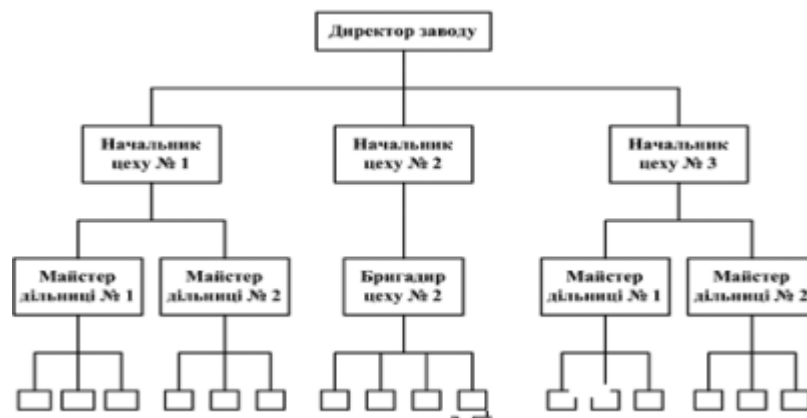 Директор заводу
Начальник
цеху № 1
Начальник
цеху № 2
Начальник
цеху № 3
Майстер
дільниці № 1
Майстер
дільниці № 2
Бригадир
цеху № 2
Майстер
дільниці № 1
Майстер
дільниці № 2